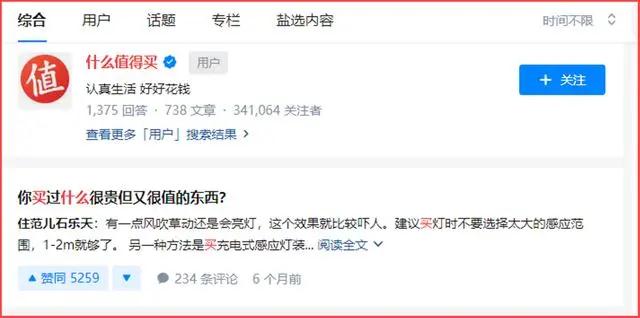 综合 用户 话题 专栏 盐选内容 时间不限
值
什么值得买 用户
认真生活 好好花钱
1,375 回答 · 738 文章 · 341,064 关注者
查看更多「用户」搜索结果 >
+ 关注
你买过什么很贵但又很值的东西?
住范儿石乐天：有一点风吹草动还是会亮灯，这个效果就比较吓人。建议买灯时不要选择太大的感应范
围，1-2m就够了。 另一种方法是买充电式感应灯装... 阅读全文
赞同 5259 234 条评论 6 个月前